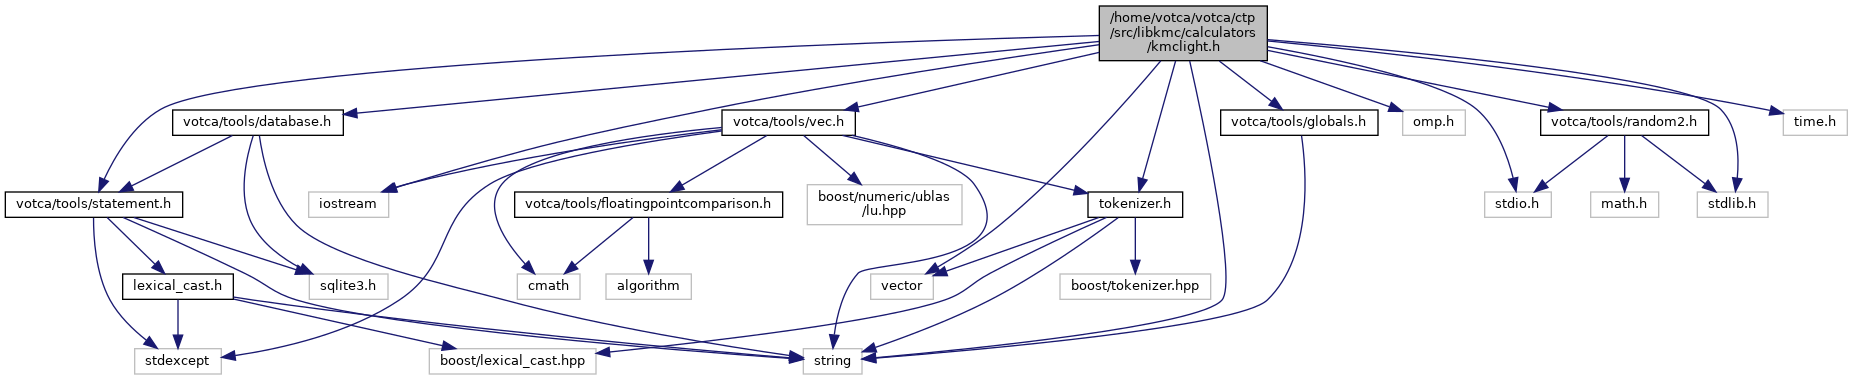 /home/votca/votca/ctp
/src/libkmc/calculators
/kmclight.h
votca/tools/database.h
votca/tools/vec.h
votca/tools/globals.h
omp.h
votca/tools/random2.h
time.h
votca/tools/statement.h
iostream
votca/tools/floatingpointcomparison.h
boost/numeric/ublas
/lu.hpp
tokenizer.h
stdio.h
math.h
stdlib.h
lexical_cast.h
sqlite3.h
cmath
algorithm
vector
boost/tokenizer.hpp
stdexcept
boost/lexical_cast.hpp
string